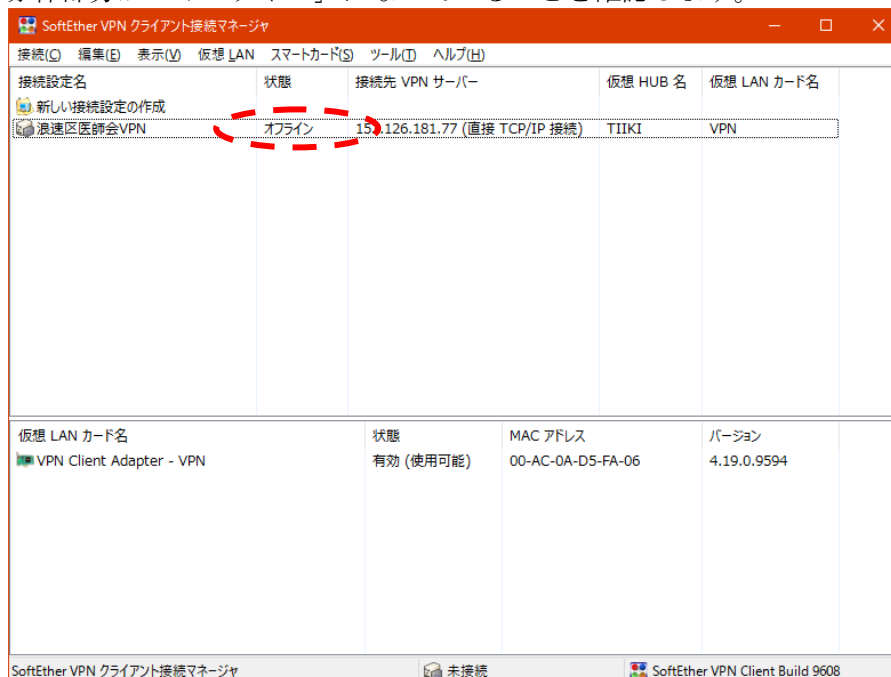 SoftEther VPN クライアント接続マネージャ
接続(C) 編集(E) 表示(V) 仮想 LAN スマートカード(S) ツール(T) ヘルプ(H)
接続設定名 状態 接続先 VPN サーバー 仮想 HUB 名 仮想 LAN カード名
新しい接続設定の作成
浪速区医師会VPN オフライン 126.181.77 (直接 TCP/IP 接続) TIIKI VPN
仮想 LAN カード名 状態 MAC アドレス バージョン
VPN Client Adapter - VPN 有効 (使用可能) 00-AC-0A-D5-FA-06 4.19.0.9594
SoftEther VPN クライアント接続マネージャ 未接続 SoftEther VPN Client Build 9608